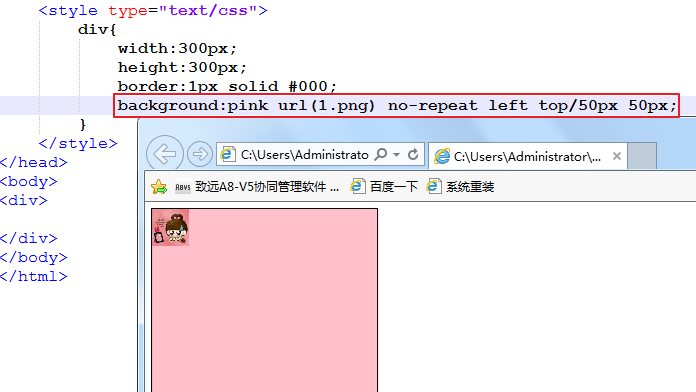 <style type="text/css">
div{
width:300px;
height:300px;
border:1px solid #000;
background:pink url(1.png) no-repeat left top/50px 50px;
}
</style>
</head>
<body>
<div>
</div>
</body>
</html>
C:\Users\Administrato
C:\Users\Administrator\...
A8V5 致远A8-V5协同管理软件 ...
百度一下
系统重装